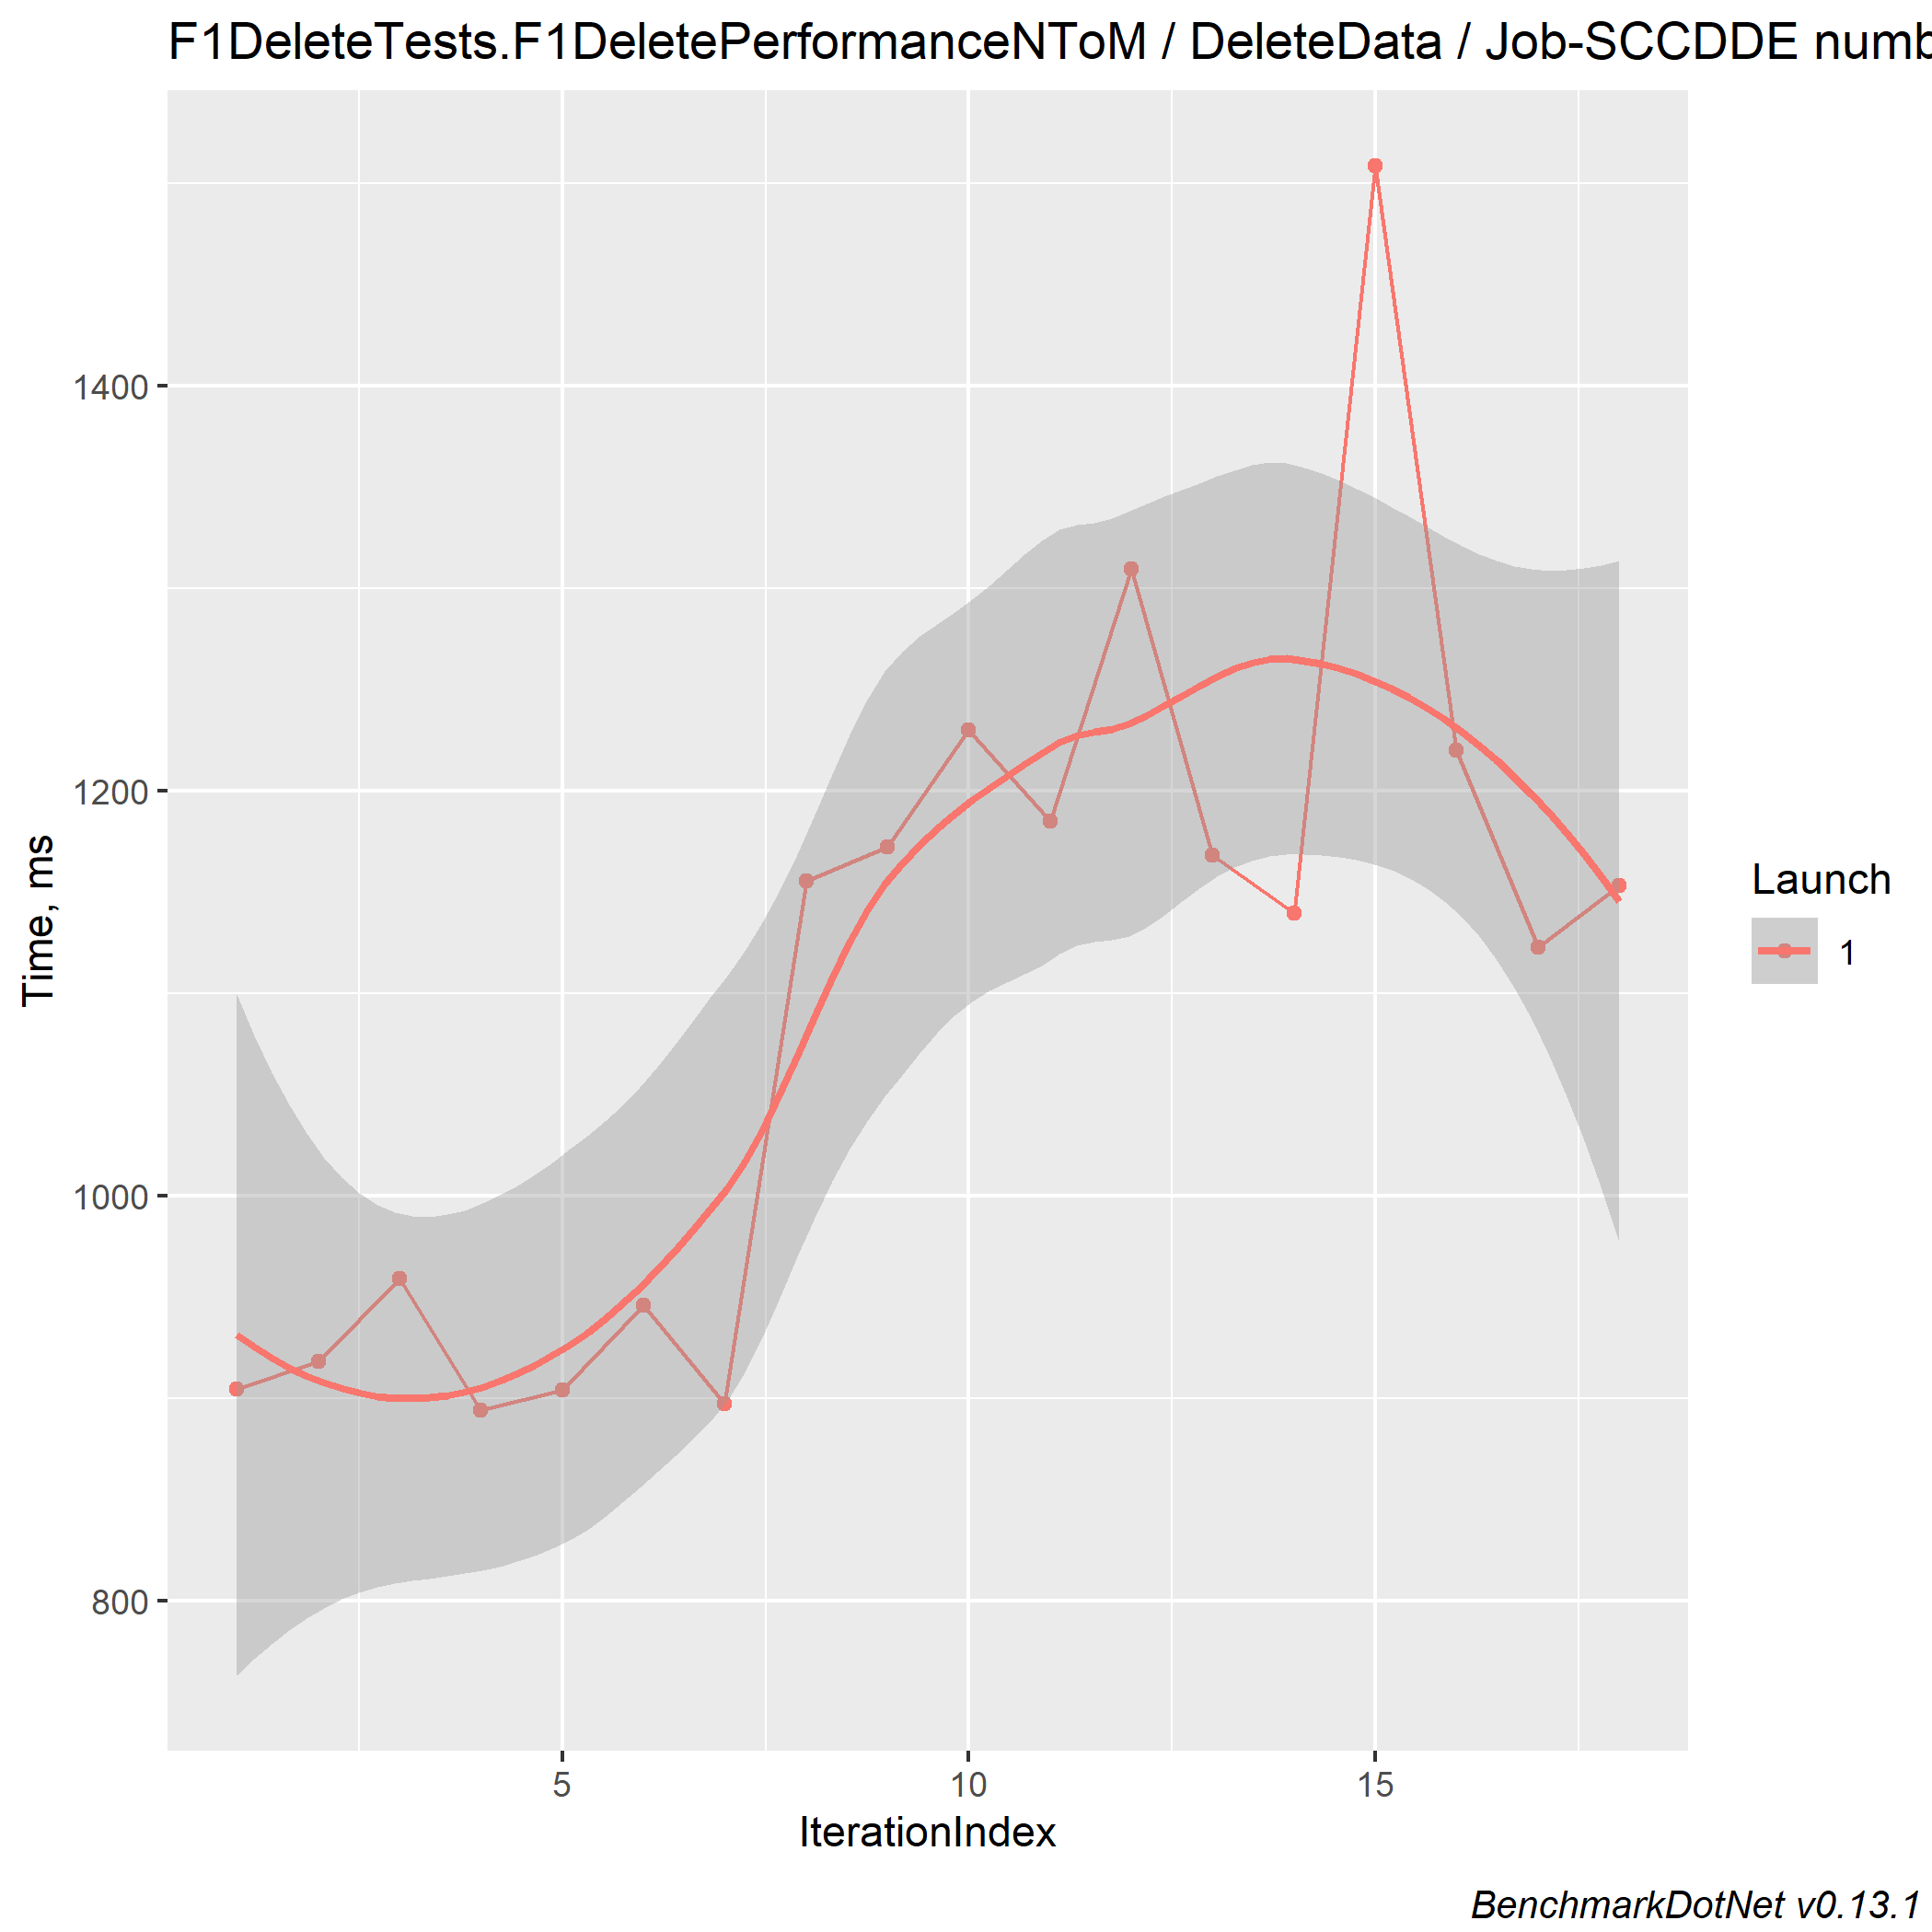 F1DeleteTests.F1DeletePerformanceNToM / DeleteData / Job-SCCDDE numb
1400
1200
1000
800
Time, ms
5
10
15
IterationIndex
Launch
1
BenchmarkDotNet v0.13.1